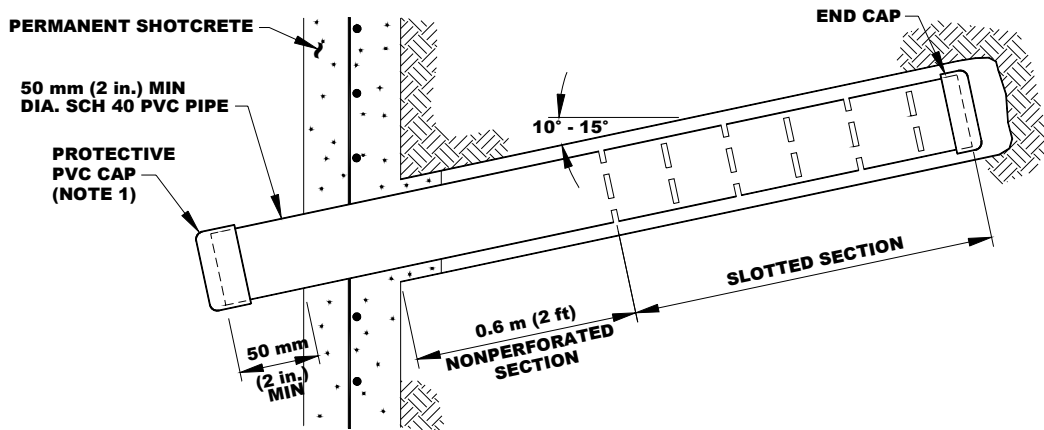 PERMANENT SHOTCRETE
END CAP
50 mm (2 in.) MIN
DIA. SCH 40 PVC PIPE
10° - 15°
PROTECTIVE
PVC CAP
(NOTE 1)
SLOTTED SECTION
0.6 m (2 ft)
NONPERFORATED
SECTION
50 mm
(2 in.)
MIN